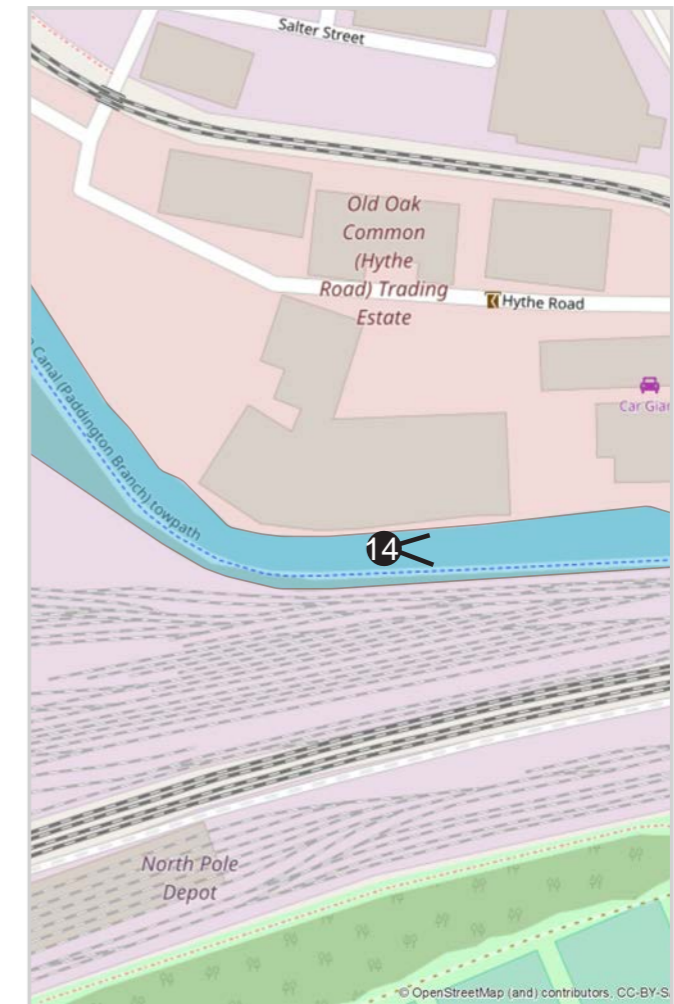 Salter Street
Old Oak
Common
(Hythe
Road) Trading
Estate
Hythe Road
Car Giar
Canal (Paddington Branch) towpath
14
North Pole
Depot
© OpenStreetMap (and) contributors, CC-BY-S